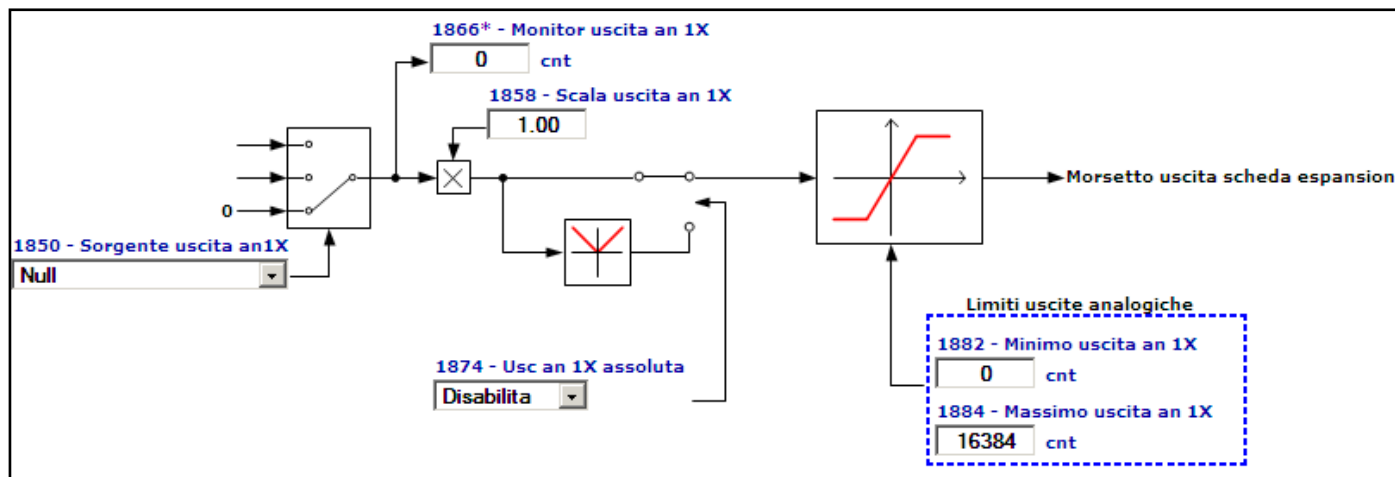 1866* - Monitor uscita an 1X
0 cnt
1858 - Scala uscita an 1X
1.00
0
Morsetto uscita scheda espansion
1850 - Sorgente uscita an1X
Null
Limiti uscite analogiche
1882 - Minimo uscita an 1X
0 cnt
1874 - Usc an 1X assoluta
Disabilita
1884 - Massimo uscita an 1X
16384 cnt